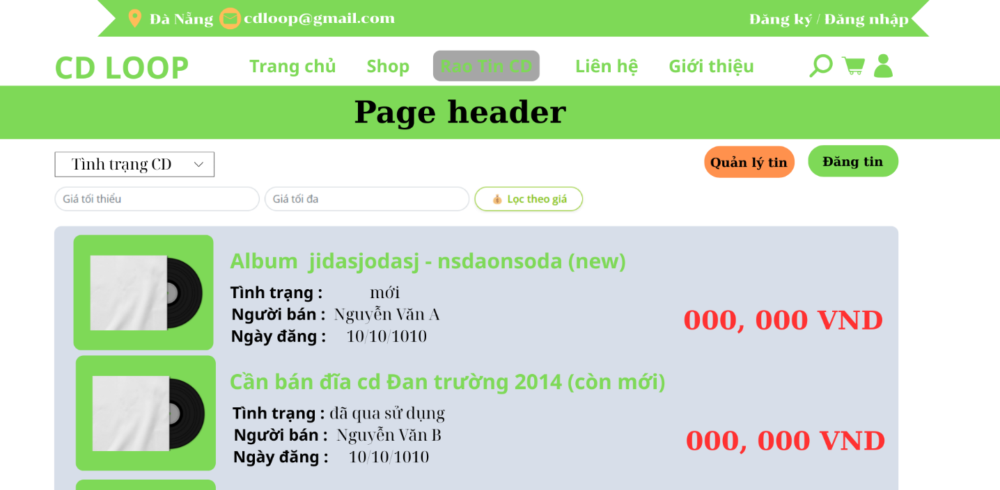 Đà Nẵng cdloop@gmail.com Đăng ký / Đăng nhập
CD LOOP Trang chủ Shop Rao Tin CD Liên hệ Giới thiệu
Page header
Tình trạng CD Quản lý tin Đăng tin
Giá tối thiểu Giá tối đa Lọc theo giá
Album jidasjodasj - nsdaonsoda (new)
Tình trạng : mới
Người bán : Nguyễn Văn A
000, 000 VND
Ngày đăng : 10/10/1010
Cần bán đĩa cd Đan trường 2014 (còn mới)
Tình trạng : đã qua sử dụng
Người bán : Nguyễn Văn B
000, 000 VND
Ngày đăng : 10/10/1010